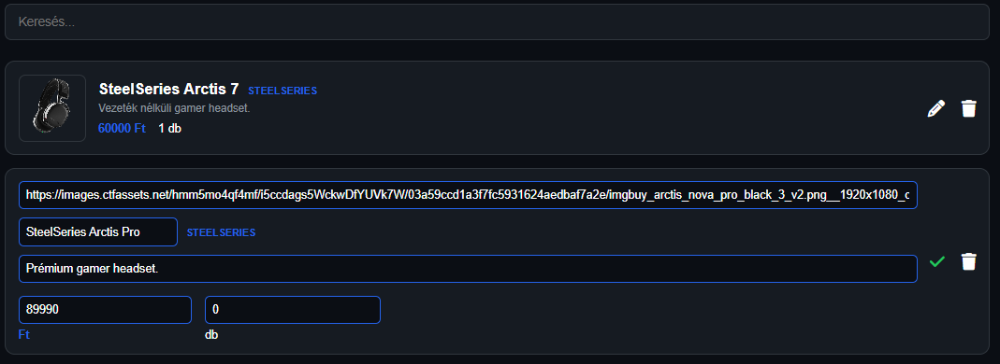 Keresés...
SteelSeries Arctis 7 STEELSERIES
Vezeték nélküli gamer headset.
60000 Ft 1 db
https://images.ctfassets.net/hmm5mo4qf4mf/i5ccdags5WckwDfYUVk7W/03a59ccd1a3f7fc5931624aedbaf7a2e/imgbuy_arctis_nova_pro_black_3_v2.png__1920x1080_c
SteelSeries Arctis Pro STEELSERIES
Prémium gamer headset.
89990 0
Ft db